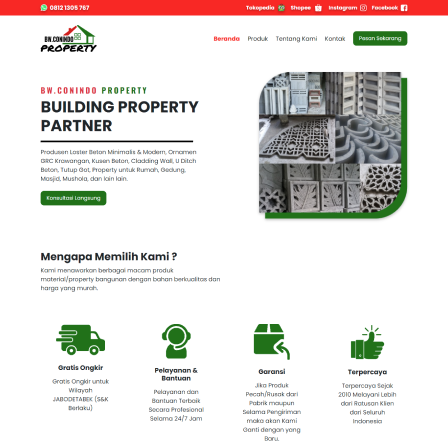 0812 1305 767
Tokopedia
Shopee
Instagram
Facebook
BW.CONINDO
PROPERTY
Beranda
Produk
Tentang Kami
Kontak
Pesan Sekarang
BW.CONINDO PROPERTY
BUILDING PROPERTY
PARTNER
Produsen Loster Beton Minimalis & Modern, Ornamen
GRC Krawangan, Kusen Beton, Cladding Wall, U Ditch
Beton, Tutup Got, Property untuk Rumah, Gedung,
Masjid, Mushola, dan lain lain.
Konsultasi Langsung
Mengapa Memilih Kami ?
Kami menawarkan berbagai macam produk
material/property bangunan dengan bahan berkualitas dan
harga yang murah.
Gratis Ongkir
Gratis Ongkir untuk
Wilayah
JABODETABEK (S&K
Berlaku)
Pelayanan &
Bantuan
Pelayanan dan
Bantuan Terbaik
Secara Profesional
Selama 24/7 Jam
Garansi
Jika Produk
Pecah/Rusak dari
Pabrik maupun
Selama Pengiriman
maka akan Kami
Ganti dengan yang
Baru.
Terpercaya
Terpercaya Sejak
2010 Melayani Lebih
dari Ratusan Klien
dari Seluruh
Indonesia